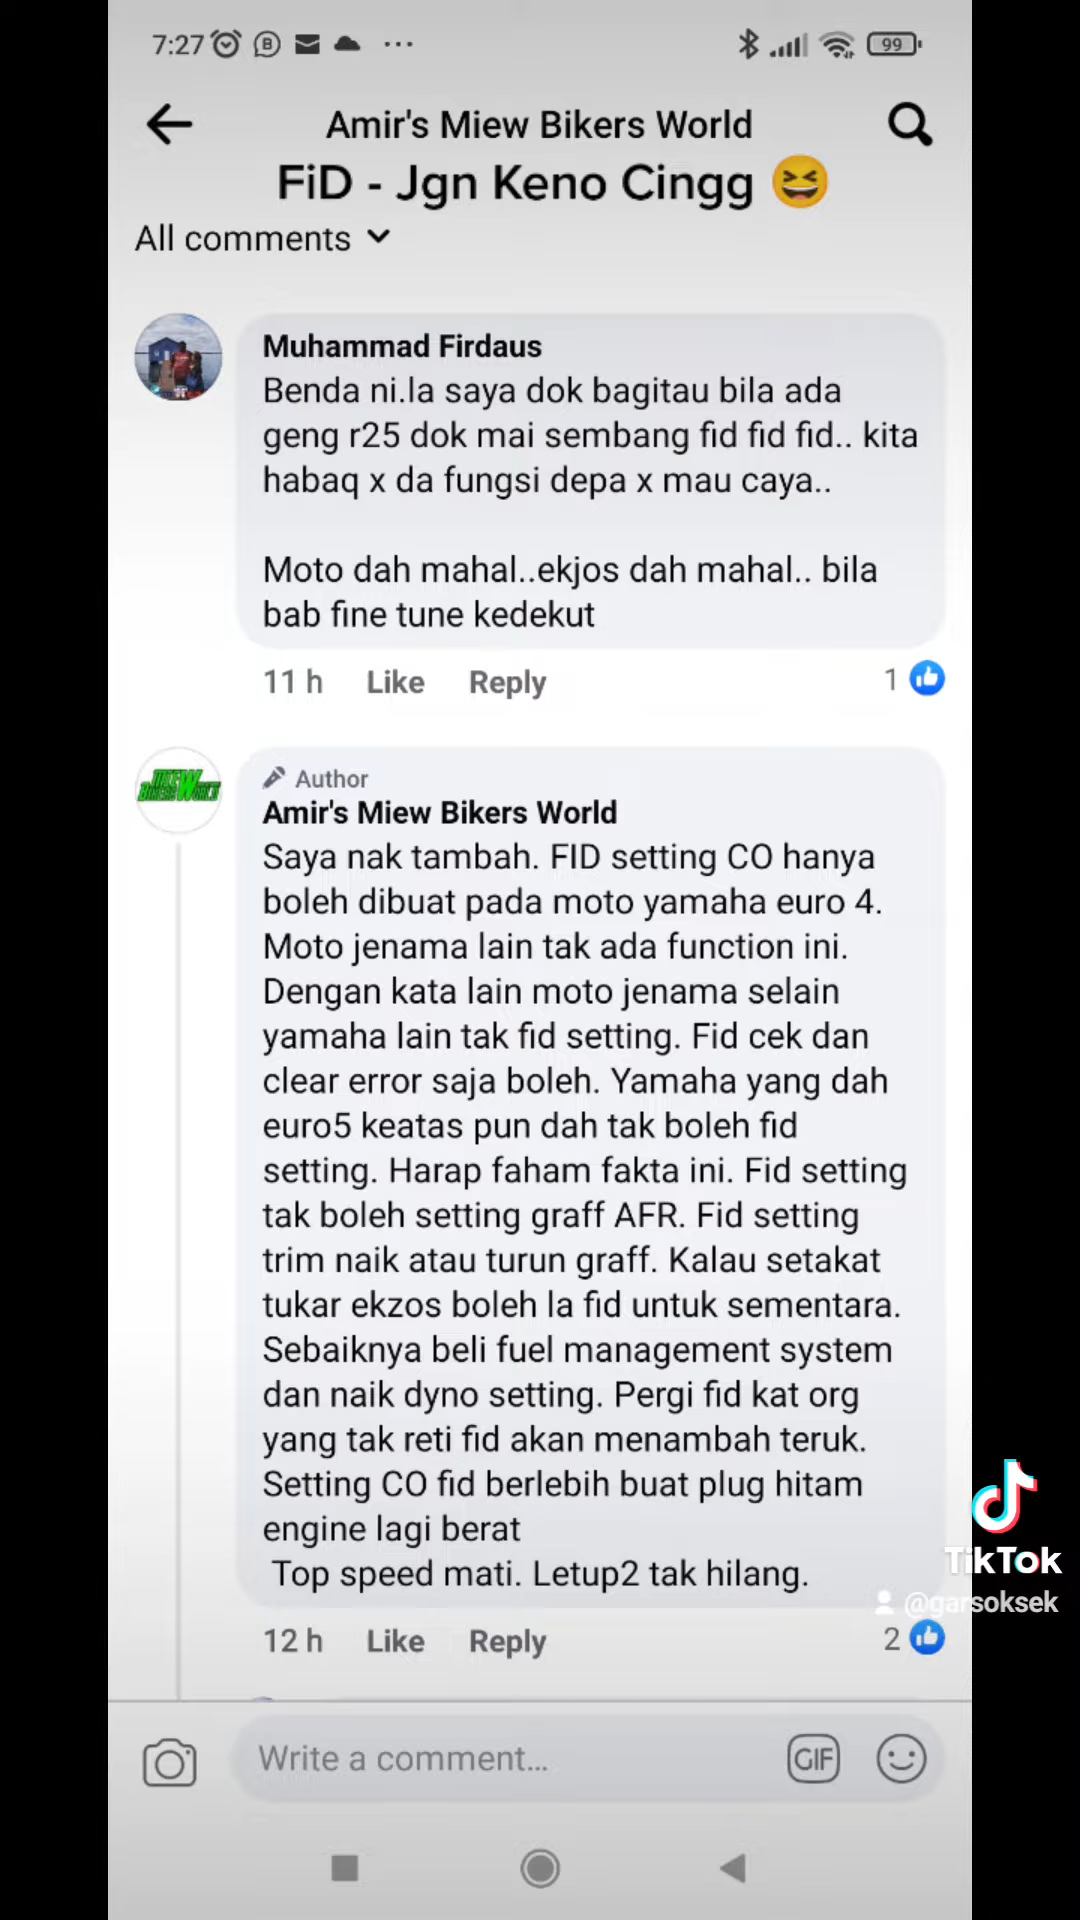 7:27
99
Amir's Miew Bikers World
FiD - Jgn Keno Cingg 😆
All comments
Muhammad Firdaus
Benda ni.la saya dok bagitau bila ada
geng r25 dok mai sembang fid fid fid.. kita
habaq x da fungsi depa x mau caya..
Moto dah mahal..ekjos dah mahal.. bila
bab fine tune kedekut
11 h Like Reply 1
Author
Amir's Miew Bikers World
Saya nak tambah. FID setting CO hanya
boleh dibuat pada moto yamaha euro 4.
Moto jenama lain tak ada function ini.
Dengan kata lain moto jenama selain
yamaha lain tak fid setting. Fid cek dan
clear error saja boleh. Yamaha yang dah
euro5 keatas pun dah tak boleh fid
setting. Harap faham fakta ini. Fid setting
tak boleh setting graff AFR. Fid setting
trim naik atau turun graff. Kalau setakat
tukar ekzos boleh la fid untuk sementara.
Sebaiknya beli fuel management system
dan naik dyno setting. Pergi fid kat org
yang tak reti fid akan menambah teruk.
Setting CO fid berlebih buat plug hitam
engine lagi berat
Top speed mati. Letup2 tak hilang.
TikTok
@garsoksek
12 h Like Reply 2
Write a comment...
GIF